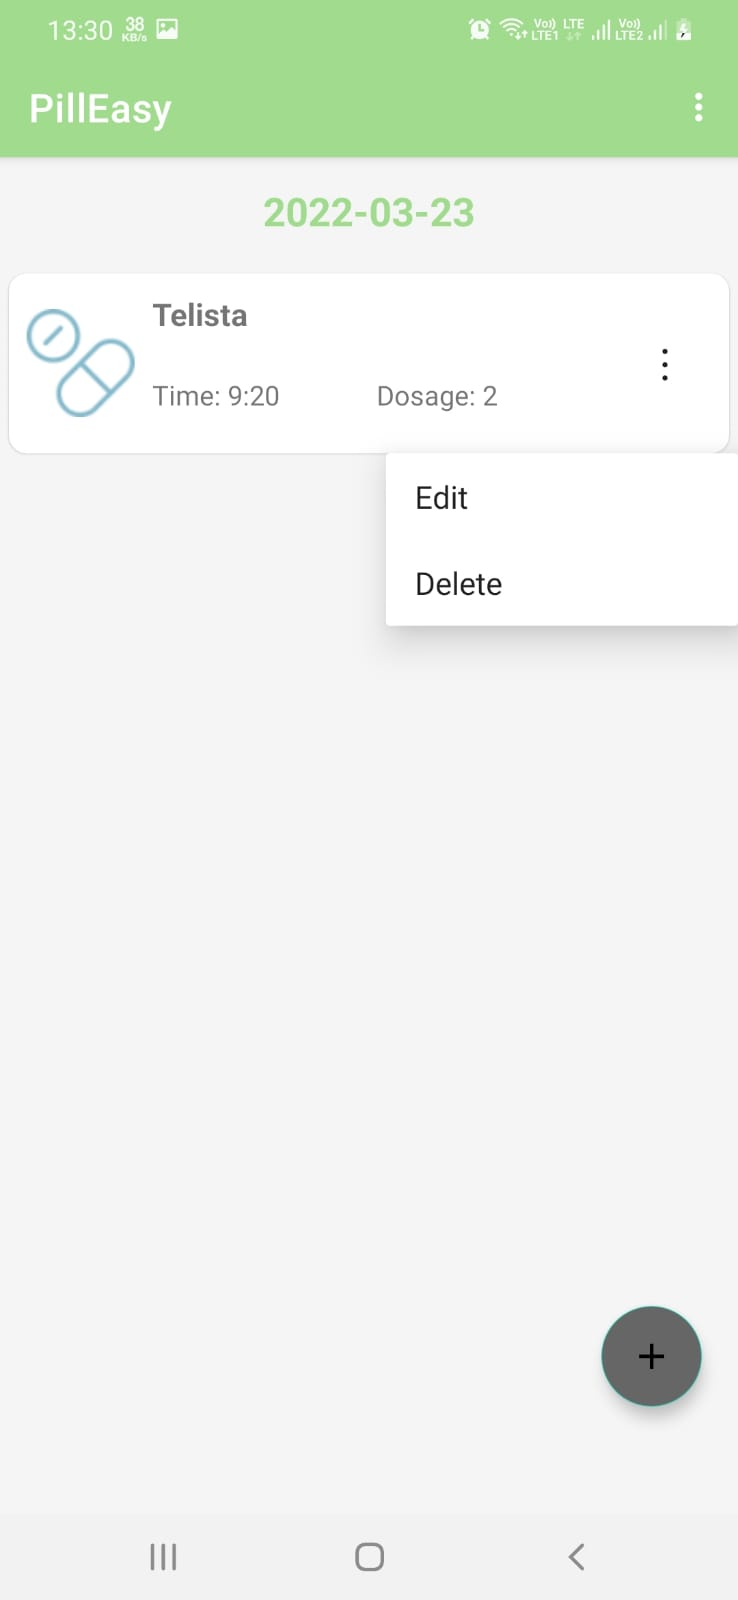 13:30 38 KB/s Vo)) LTE1 LTE Vo)) LTE2
PillEasy
2022-03-23
Telista
Time: 9:20 Dosage: 2
Edit
Delete
+